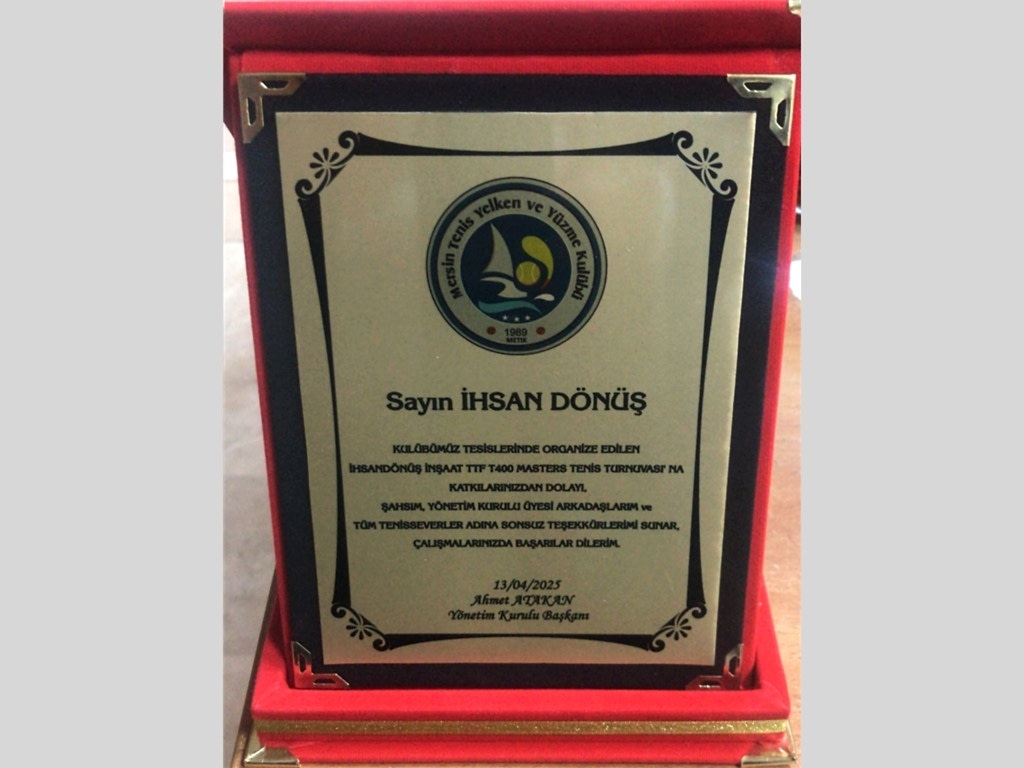 Mersin Tenis Yelken ve Yüzme Kulübü
1989
METİK
Sayın İHSAN DÖNÜŞ
KULÜBÜMÜZ TESİSLERİNDE ORGANİZE EDİLEN
İHSANDÖNÜŞ İNŞAAT TTF T400 MASTERS TENİS TURNUVASI' NA
KATKILARINIZDAN DOLAYI,
ŞAHSIM, YÖNETİM KURULU ÜYESİ ARKADAŞLARIM ve
TÜM TENİSSEVERLER ADINA SONSUZ TEŞEKKÜRLERİMİ SUNAR,
ÇALIŞMALARINIZDA BAŞARILAR DİLERİM.
13/04/2025
Ahmet ATAKAN
Yönetim Kurulu Başkanı